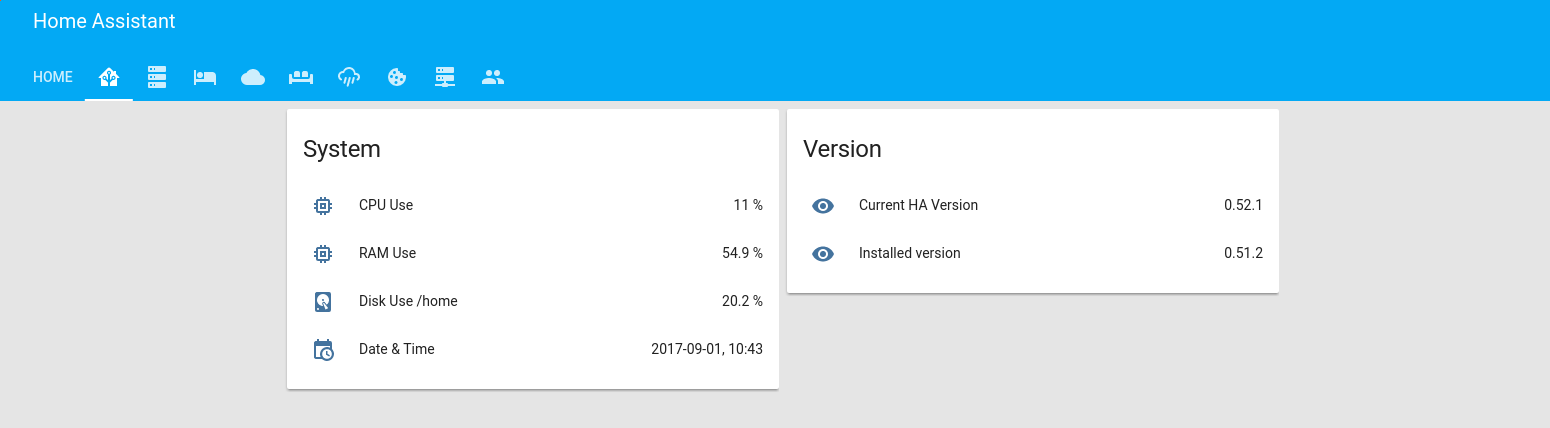 Home Assistant
HOME
System
CPU Use 11 %
RAM Use 54.9 %
Disk Use /home 20.2 %
Date & Time 2017-09-01, 10:43
Version
Current HA Version 0.52.1
Installed version 0.51.2